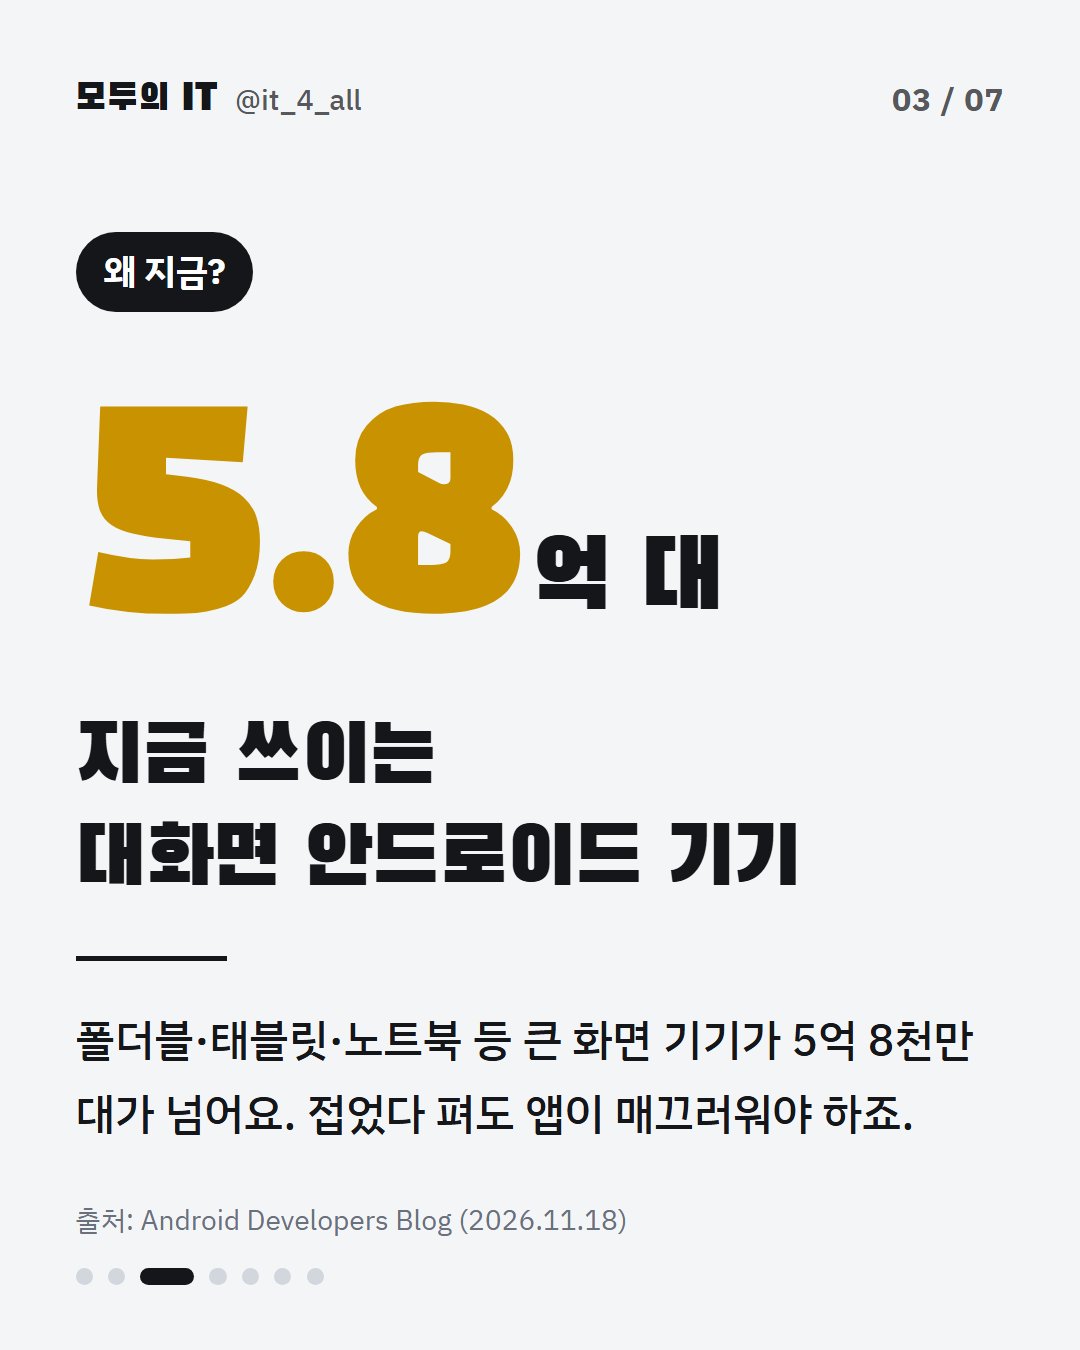 모두의 IT @it_4_all
03 / 07
왜 지금?
5.8억 대
지금 쓰이는
대화면 안드로이드 기기
폴더블·태블릿·노트북 등 큰 화면 기기가 5억 8천만
대가 넘어요. 접었다 펴도 앱이 매끄러워야 하죠.
출처: Android Developers Blog (2026.11.18)